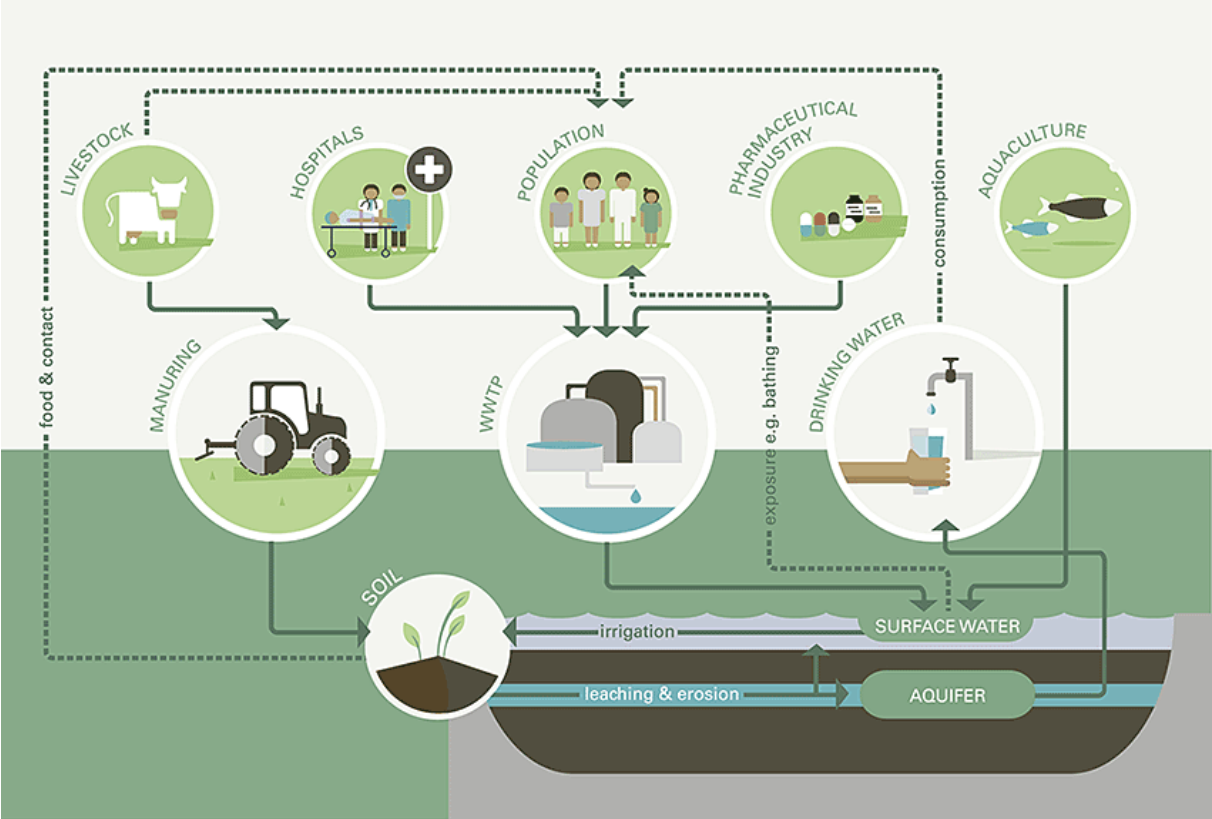 LIVESTOCK
HOSPITALS
POPULATION
PHARMACEUTICAL
INDUSTRY
AQUACULTURE
consumption
food & contact
MANURING
WWTP
exposure e.g. bathing
DRINKING WATER
SOIL
irrigation
SURFACE WATER
leaching & erosion
AQUIFER